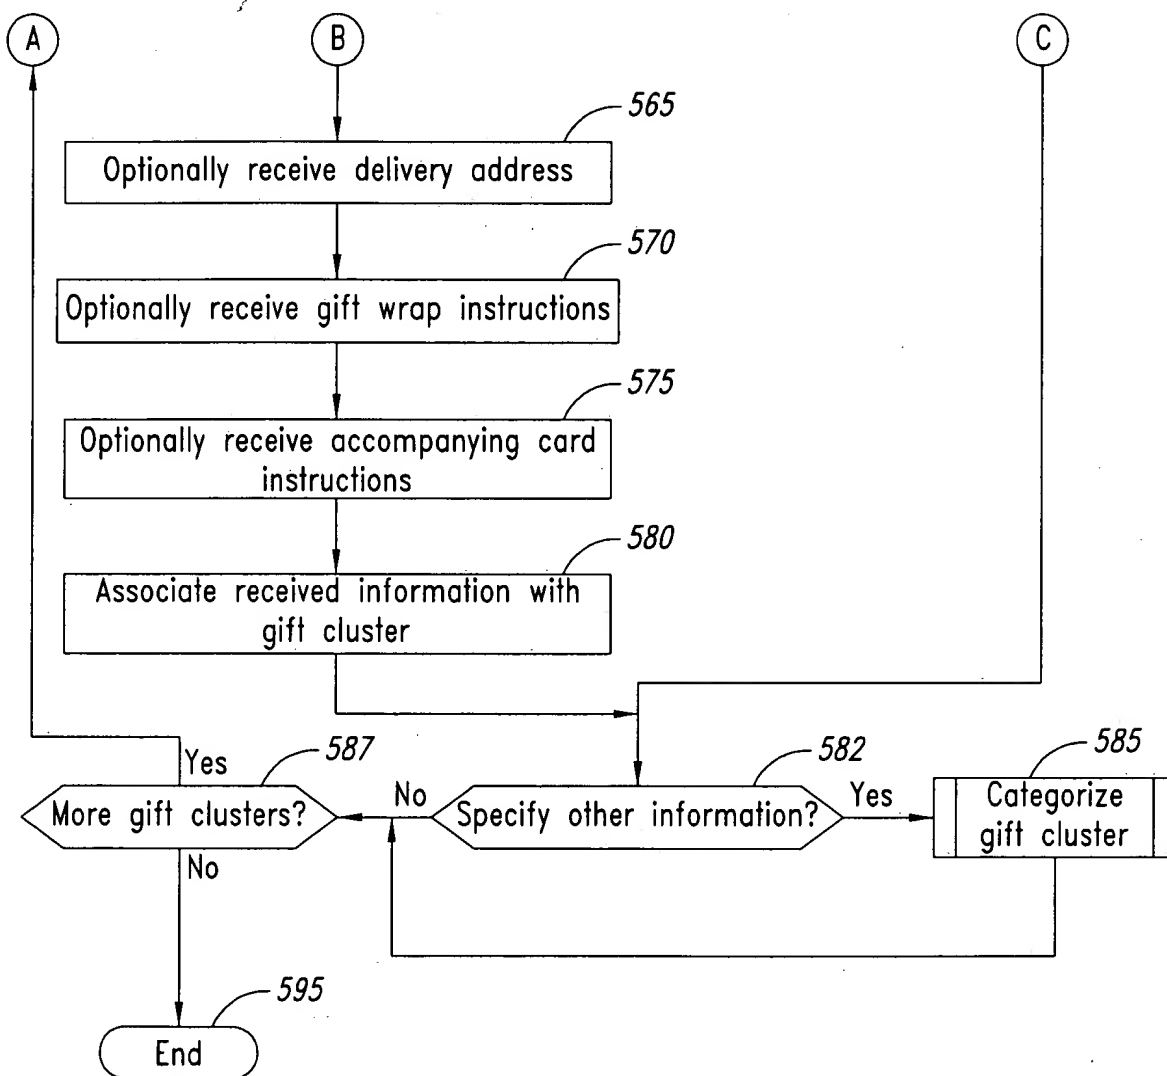 A
B
C
565
Optionally receive delivery address
570
Optionally receive gift wrap instructions
575
Optionally receive accompanying card
instructions
580
Associate received information with
gift cluster
587
582
585
Yes
More gift clusters?
No
Specify other information?
Yes
Categorize
gift cluster
No
595
End